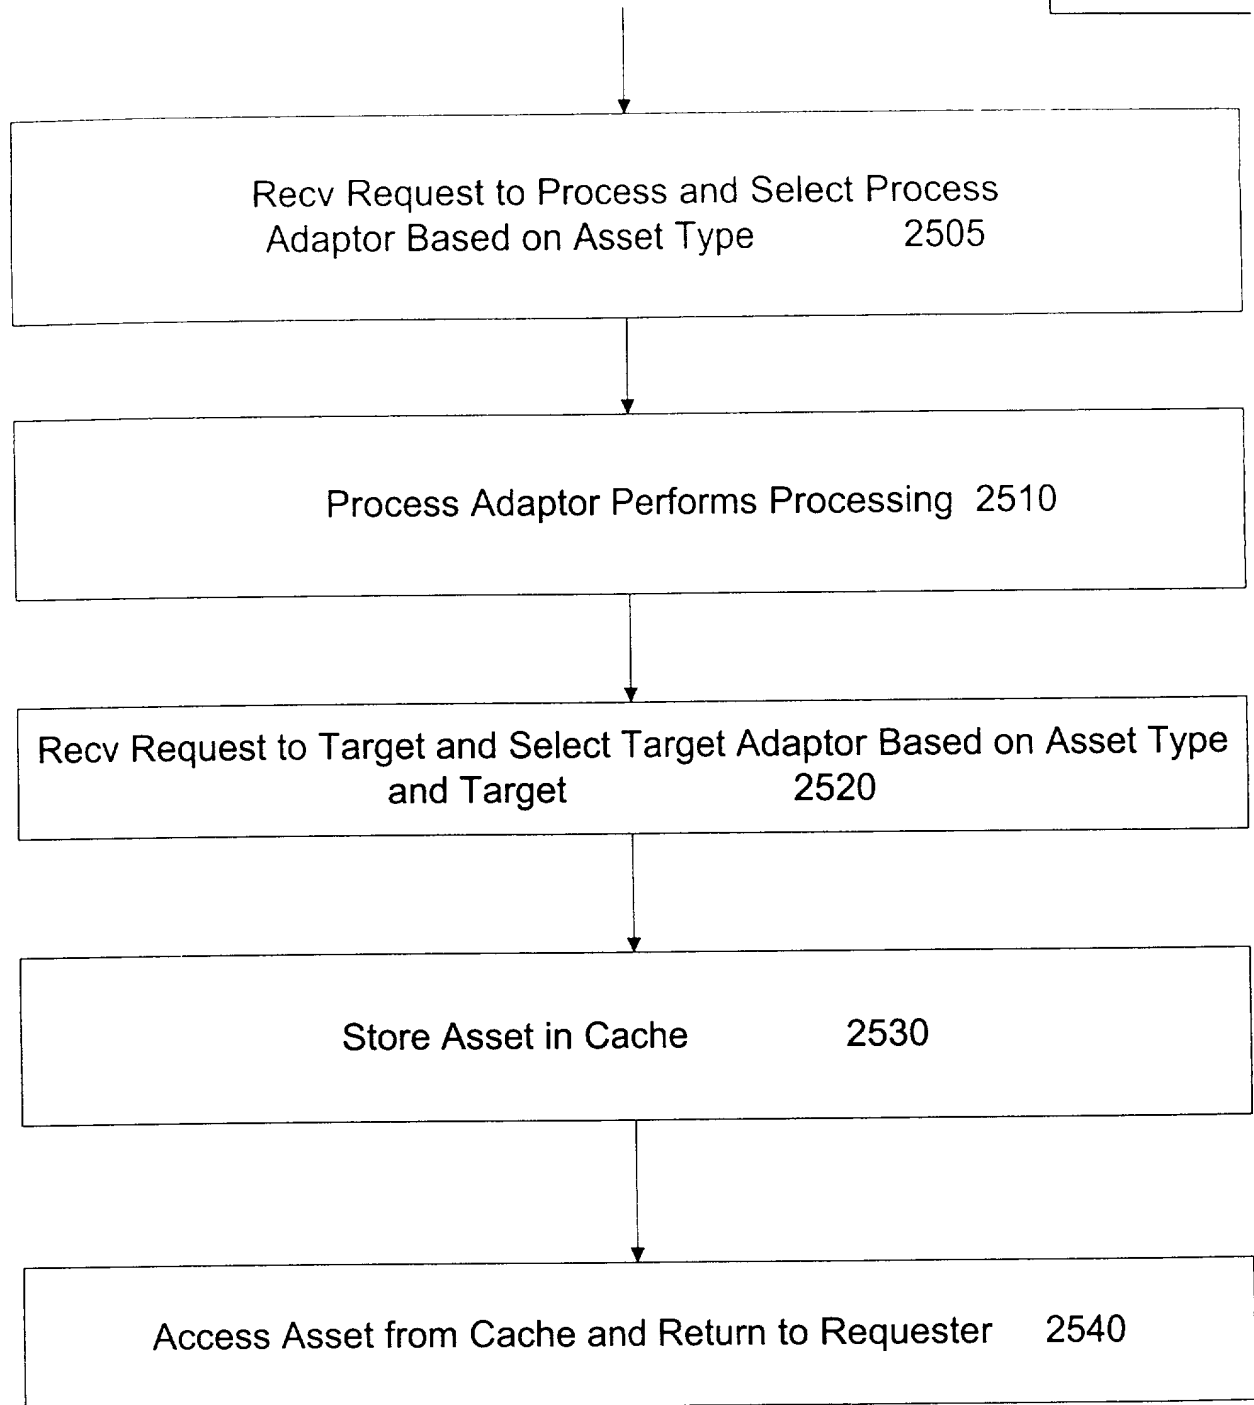 Recv Request to Process and Select Process
Adaptor Based on Asset Type 2505
Process Adaptor Performs Processing 2510
Recv Request to Target and Select Target Adaptor Based on Asset Type
and Target 2520
Store Asset in Cache 2530
Access Asset from Cache and Return to Requester 2540